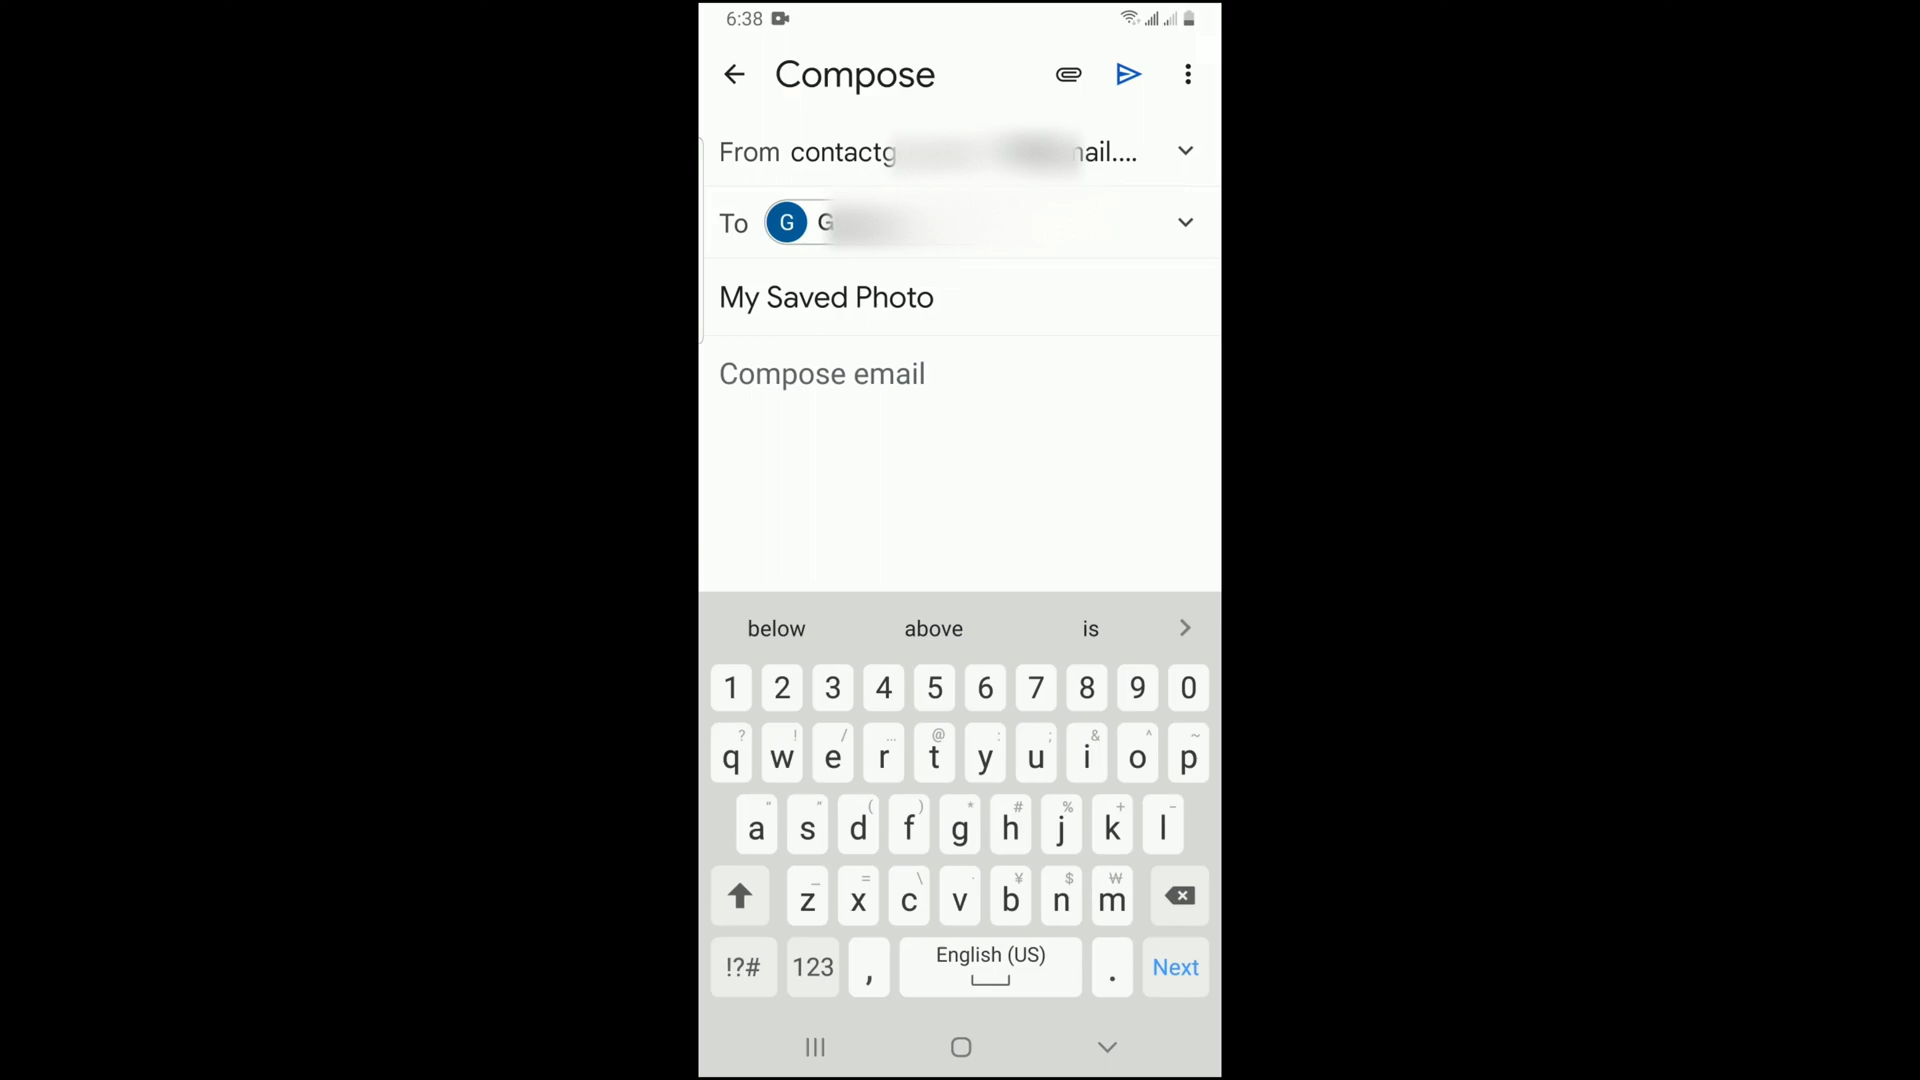 6:38
Compose
From contactg mail....
To G G
My Saved Photo
Compose email
below above is
1 2 3 4 5 6 7 8 9 0
? ! / ... @ : ; & ^ ~
q w e r t y u i o p
" " ( ) * # % + -
a s d f g h j k l
_ = \ · ¥ $ ₩
z x c v b n m
!?# 123 , English (US) . Next